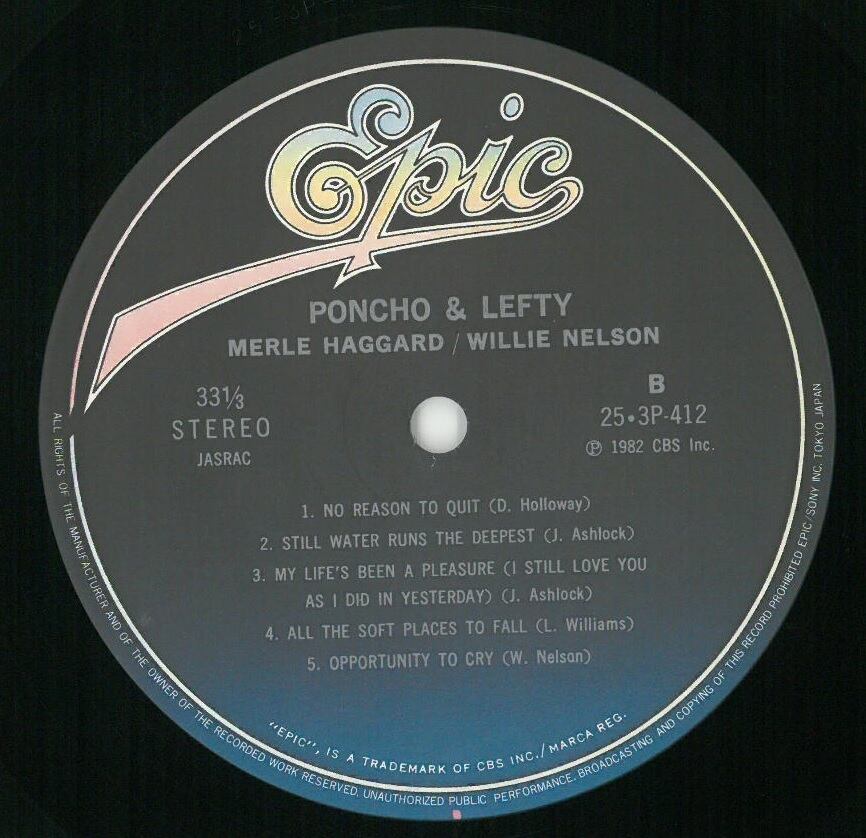 Epic
PONCHO & LEFTY
MERLE HAGGARD / WILLIE NELSON
33 1/3
STEREO
JASRAC
B
25•3P-412
℗ 1982 CBS Inc.
1. NO REASON TO QUIT (D. Holloway)
2. STILL WATER RUNS THE DEEPEST (J. Ashlock)
3. MY LIFE'S BEEN A PLEASURE (I STILL LOVE YOU
AS I DID IN YESTERDAY) (J. Ashlock)
4. ALL THE SOFT PLACES TO FALL (L. Williams)
5. OPPORTUNITY TO CRY (W. Nelson)
"EPIC", IS A TRADEMARK OF CBS INC./MARCA REG.
ALL RIGHTS OF THE MANUFACTURER AND OF THE OWNER OF THE RECORDED WORK RESERVED. UNAUTHORIZED PUBLIC PERFORMANCE. BROADCASTING AND COPYING OF THIS RECORD PROHIBITED EPIC/SONY INC. TOKYO JAPAN